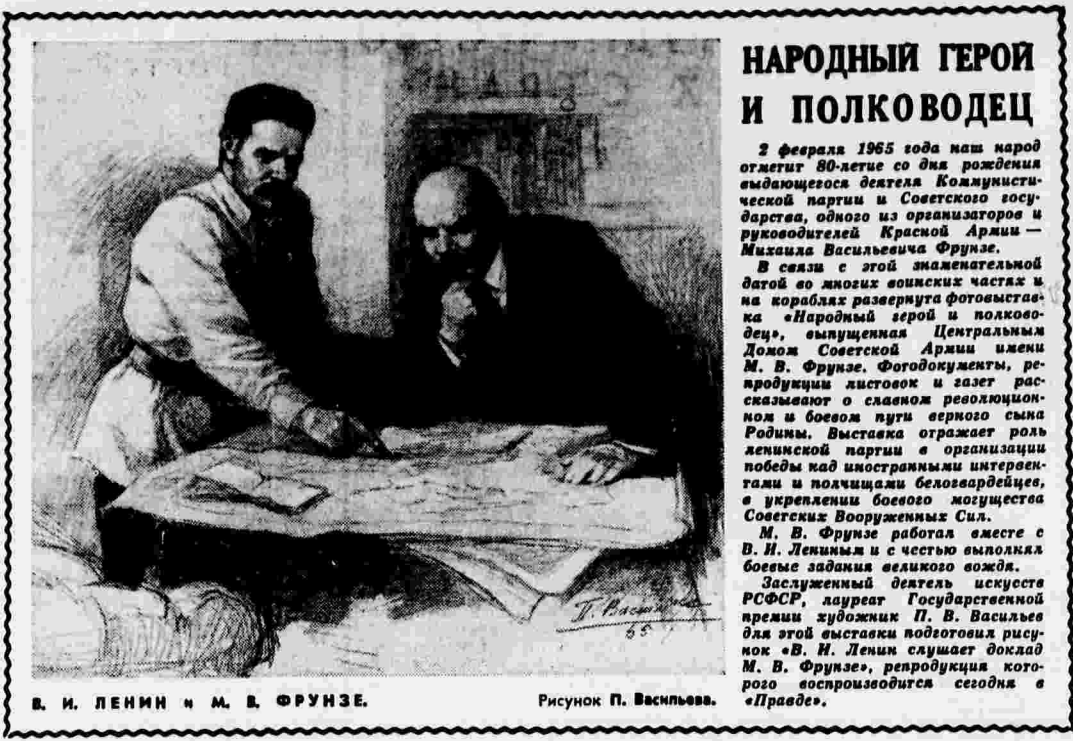 НАРОДНЫЙ ГЕРОЙ
И ПОЛКОВОДЕЦ
2 февраля 1965 года наш народ
отметит 80-летие со дня рождения
выдающегося деятеля Коммунисти-
ческой партии и Советского госу-
дарства, одного из организаторов и
руководителей Красной Армии —
Михаила Васильевича Фрунзе.
В связи с этой знаменательной
датой во многих воинских частях и
на кораблях развернута фотовыстав-
ка «Народный герой и полково-
дец», выпущенная Центральным
Домом Советской Армии имени
М. В. Фрунзе. Фотодокументы, ре-
продукции листовок и газет рас-
сказывают о славном революцион-
ном и боевом пути верного сына
Родины. Выставка отражает роль
ленинской партии в организации
победы над иностранными интервен-
тами и полчищами белогвардейцев,
в укреплении боевого могущества
Советских Вооруженных Сил.
М. В. Фрунзе работал вместе с
В. И. Лениным и с честью выполнял
боевые задания великого вождя.
Заслуженный деятель искусств
РСФСР, лауреат Государственной
премии художник П. В. Васильев
для этой выставки подготовил рису-
нок «В. И. Ленин слушает доклад
М. В. Фрунзе», репродукция кото-
рого воспроизводится сегодня в
«Правде».
П. Васильев
65
В. И. ЛЕНИН и М. В. ФРУНЗЕ.
Рисунок П. Васильева.